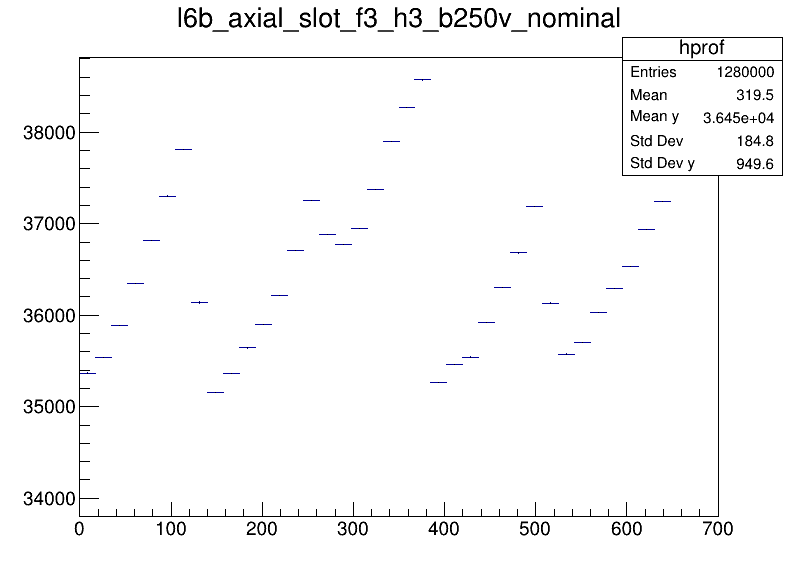 l6b_axial_slot_f3_h3_b250v_nominal
hprof
Entries 1280000
Mean 319.5
Mean y 3.645e+04
Std Dev 184.8
Std Dev y 949.6
38000
37000
36000
35000
34000
0 100 200 300 400 500 600 700